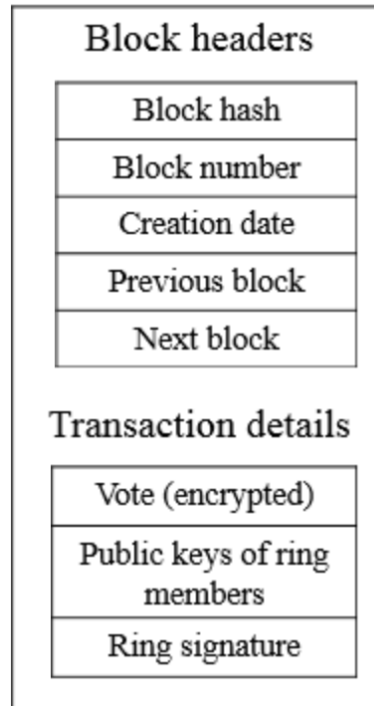 Block headers
Block hash
Block number
Creation date
Previous block
Next block
Transaction details
Vote (encrypted)
Public keys of ring
members
Ring signature